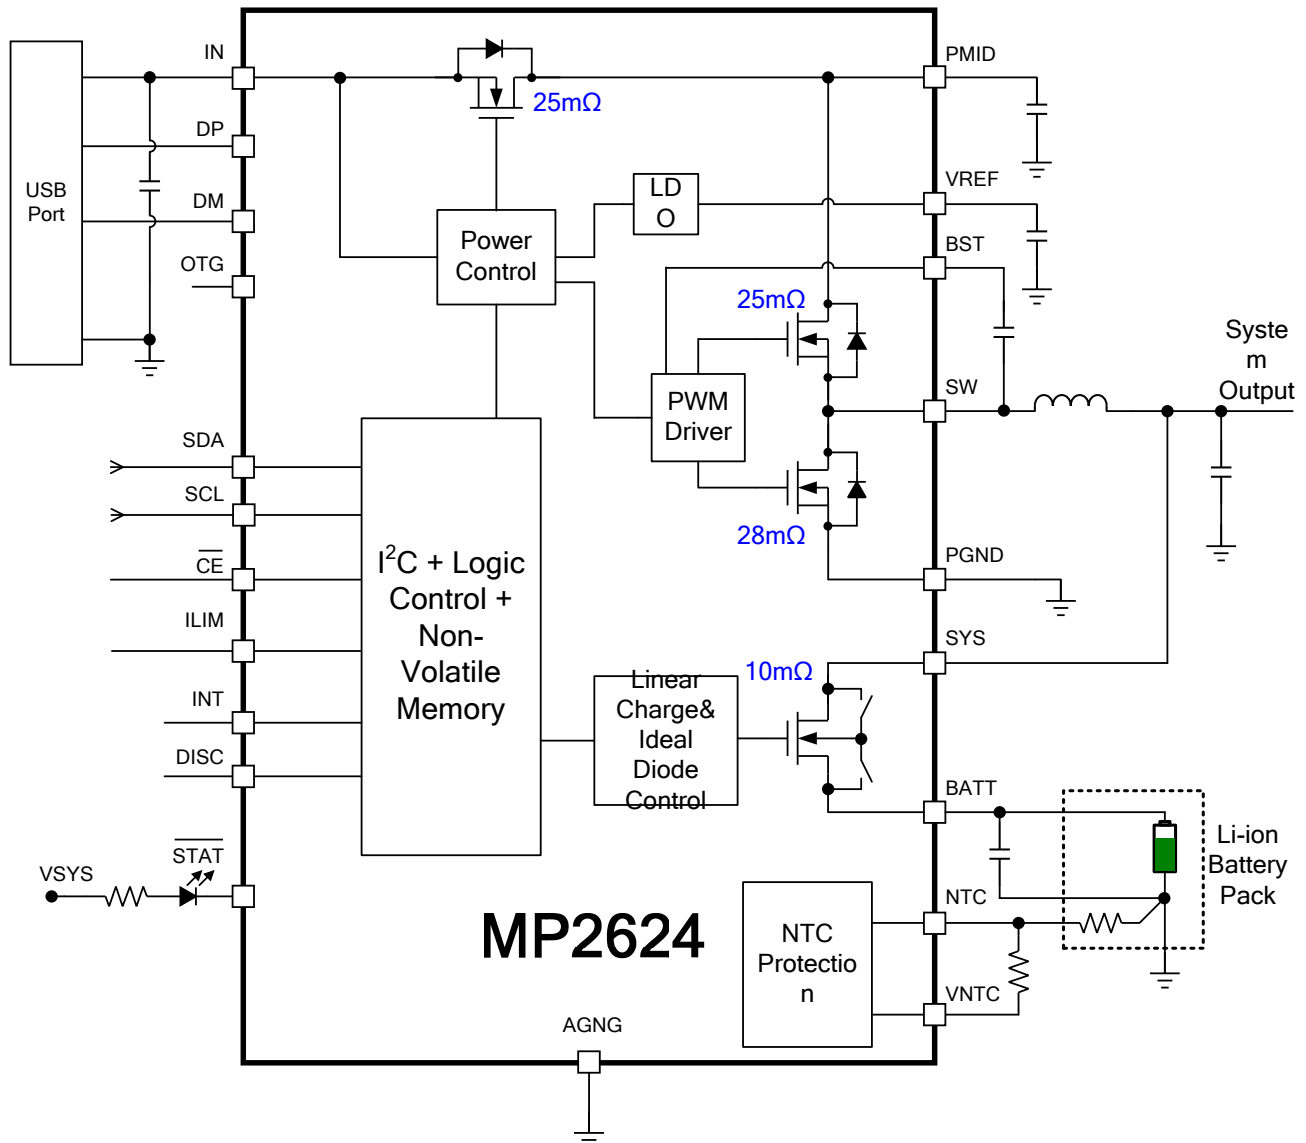 IN
PMID
25mΩ
DP
USB
Port
VREF
LD
O
DM
BST
Power
Control
OTG
25mΩ
Syste
m
Output
SW
PWM
Driver
SDA
SCL
28mΩ
CE
I2C + Logic
Control +
Non-
Volatile
Memory
PGND
ILIM
SYS
10mΩ
Linear
Charge&
Ideal
Diode
Control
INT
DISC
BATT
STAT
VSYS
Li-ion
Battery
Pack
NTC
MP2624
NTC
Protectio
n
VNTC
AGNG